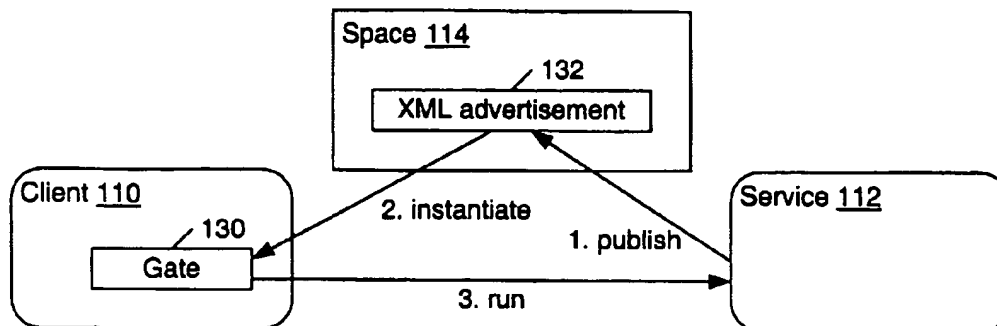 Space 114
132
XML advertisement
Client 110
2. instantiate
Service 112
130
1. publish
Gate
3. run